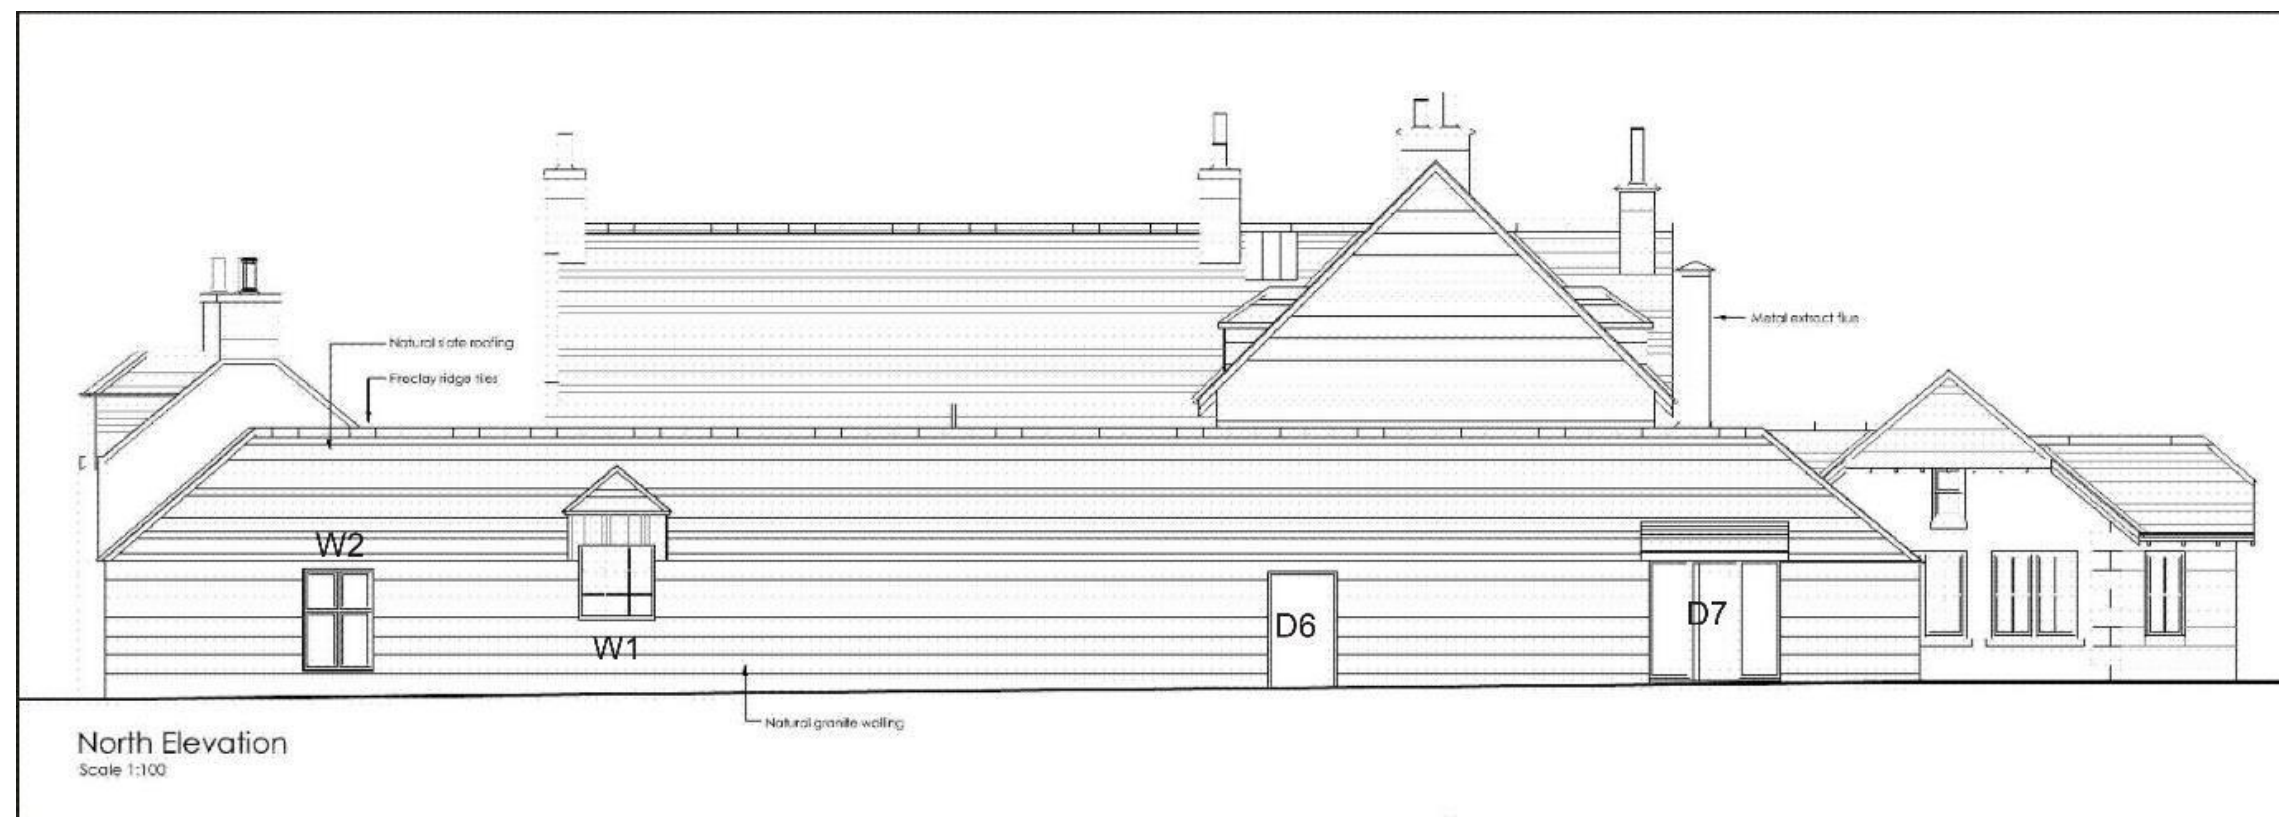 Metal extract flue
Natural slate roofing
Fireclay ridge tiles
W2
W1
D6
D7
Natural granite walling
North Elevation
Scale 1:100